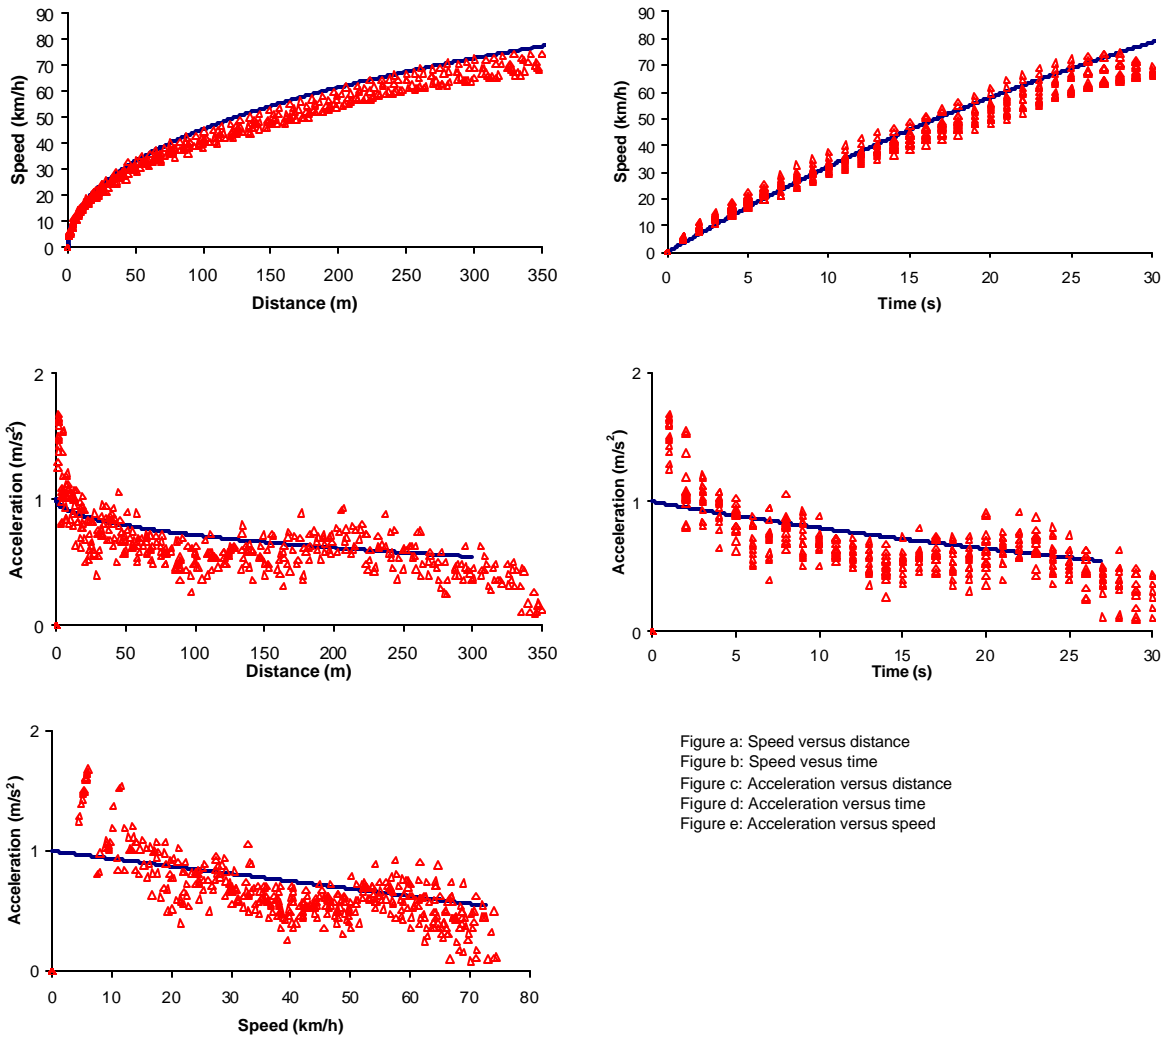 90
80
70
60
50
40
30
20
10
0
Speed (km/h)
0 50 100 150 200 250 300 350
Distance (m)
90
80
70
60
50
40
30
20
10
0
Speed (km/h)
0 5 10 15 20 25 30
Time (s)
2
1
0
Acceleration (m/s²)
0 50 100 150 200 250 300 350
Distance (m)
2
1
0
Acceleration (m/s²)
0 5 10 15 20 25 30
Time (s)
2
1
0
Acceleration (m/s²)
0 10 20 30 40 50 60 70 80
Speed (km/h)
Figure a: Speed versus distance
Figure b: Speed vesus time
Figure c: Acceleration versus distance
Figure d: Acceleration versus time
Figure e: Acceleration versus speed